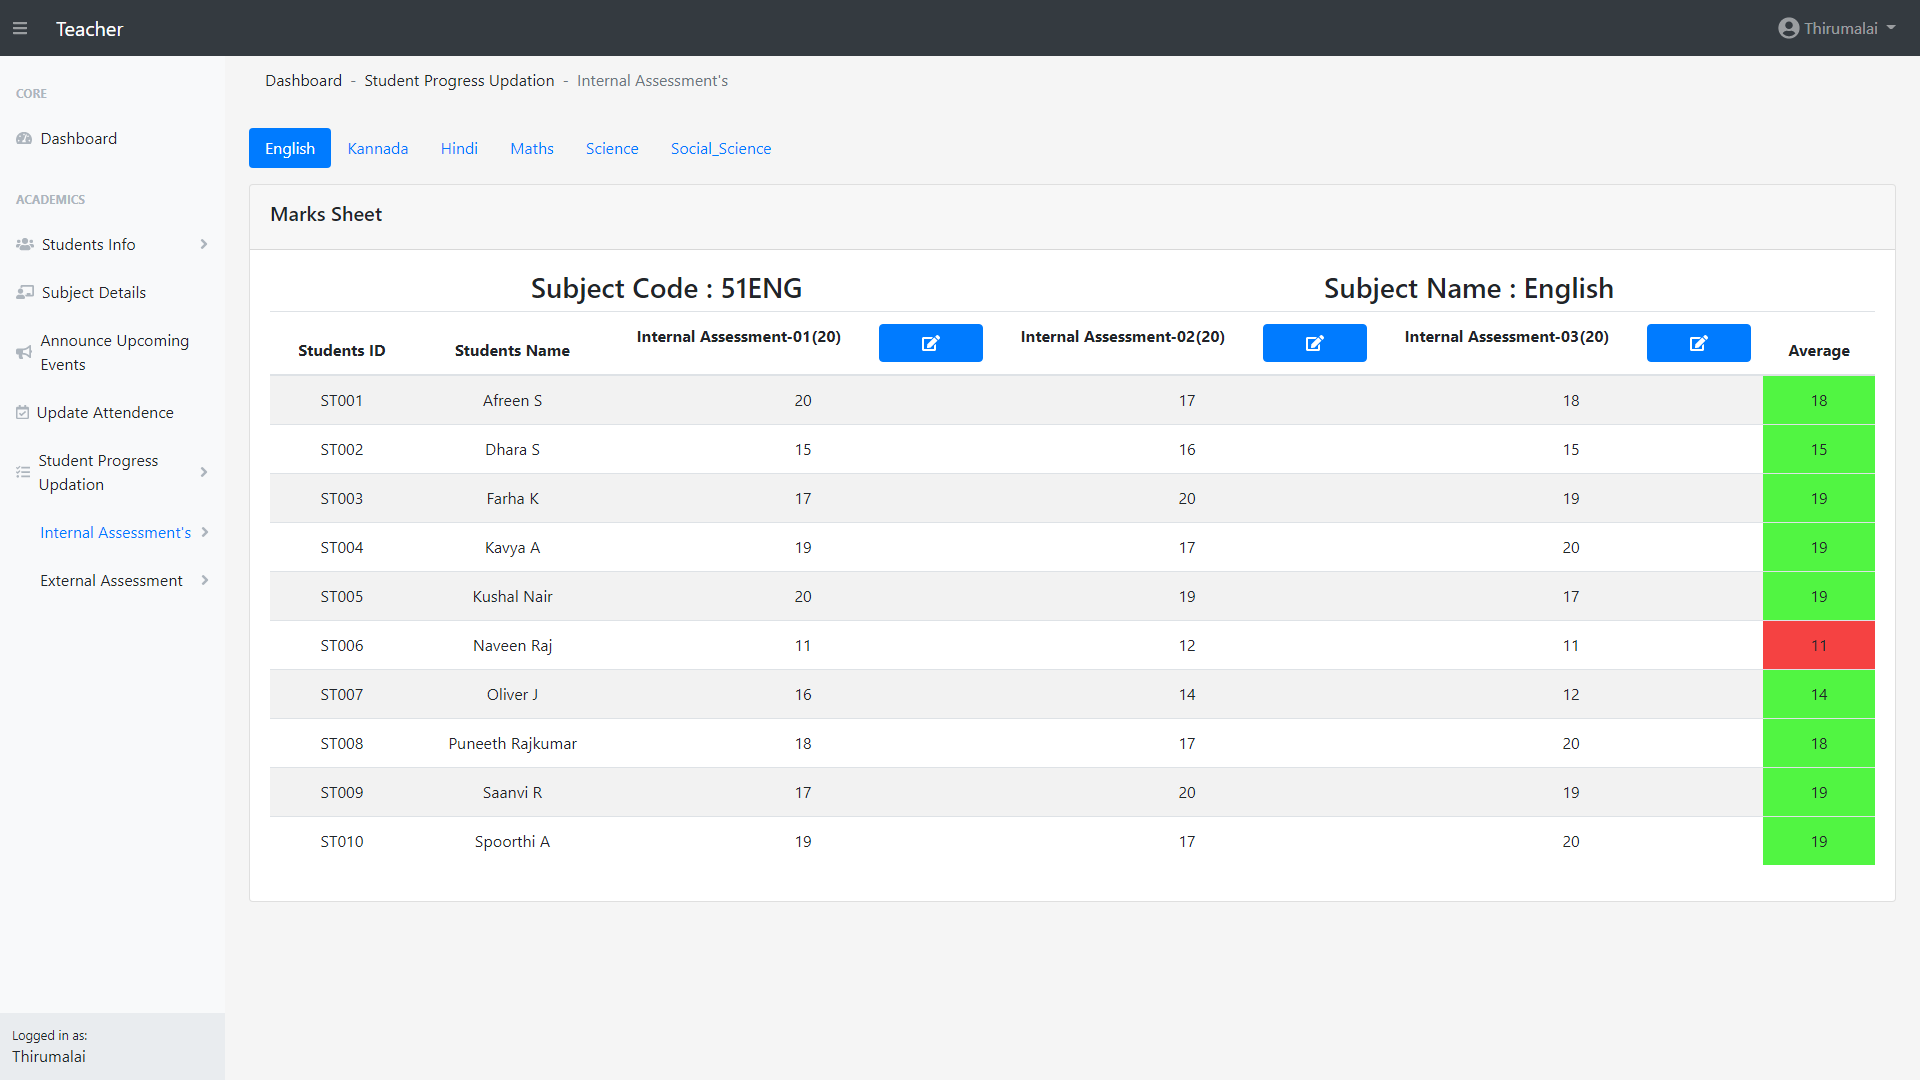 Teacher
Thirumalai
CORE
Dashboard
ACADEMICS
Students Info
Subject Details
Announce Upcoming
Events
Update Attendence
Student Progress
Updation
Internal Assessment's
External Assessment
Logged in as:
Thirumalai
Dashboard - Student Progress Updation - Internal Assessment's
English Kannada Hindi Maths Science Social_Science
Marks Sheet
Subject Code : 51ENG Subject Name : English
Students ID Students Name Internal Assessment-01(20) Internal Assessment-02(20) Internal Assessment-03(20) Average
ST001 Afreen S 20 17 18 18
ST002 Dhara S 15 16 15 15
ST003 Farha K 17 20 19 19
ST004 Kavya A 19 17 20 19
ST005 Kushal Nair 20 19 17 19
ST006 Naveen Raj 11 12 11 11
ST007 Oliver J 16 14 12 14
ST008 Puneeth Rajkumar 18 17 20 18
ST009 Saanvi R 17 20 19 19
ST010 Spoorthi A 19 17 20 19